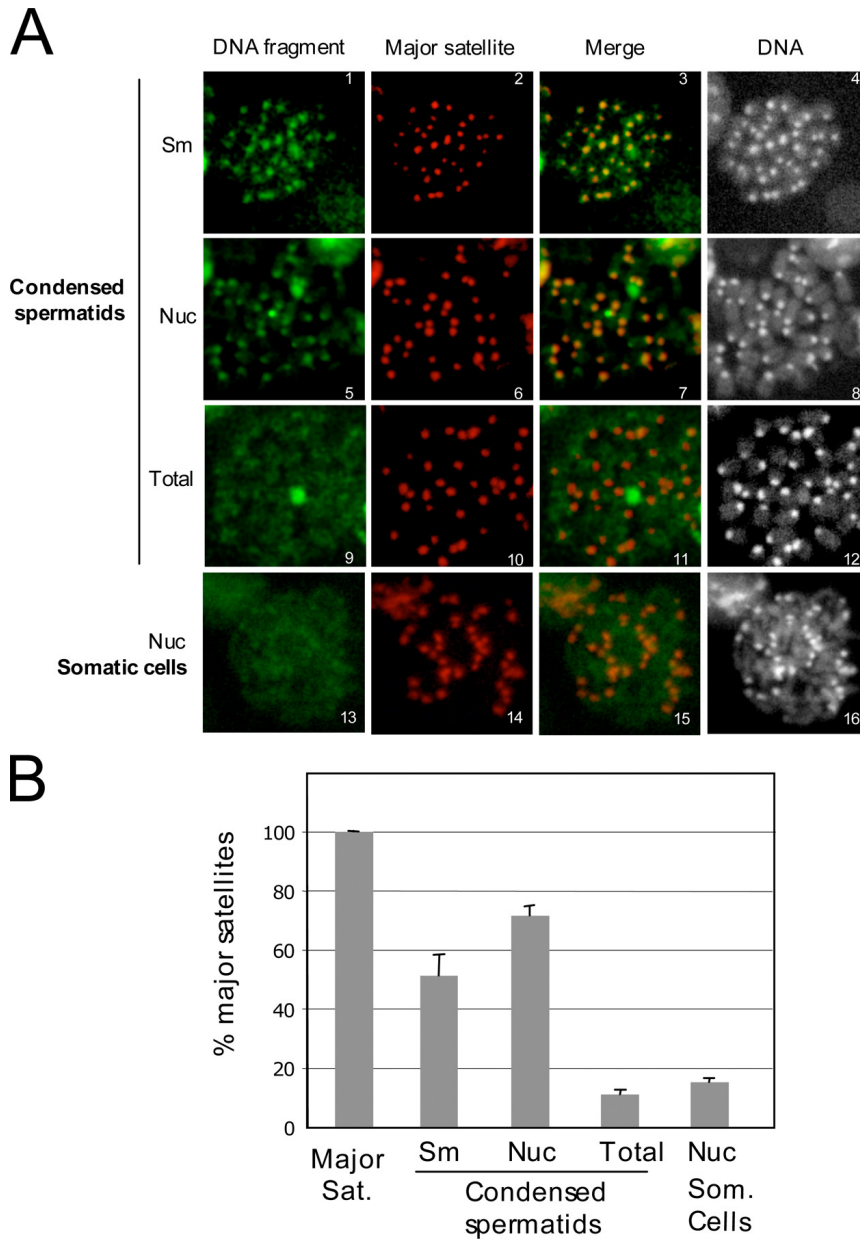 A
DNA fragment Major satellite Merge DNA
Condensed
spermatids
Sm
1 2 3 4
Nuc
5 6 7 8
Total
9 10 11 12
Nuc
Somatic cells
13 14 15 16
B
% major satellites
100
80
60
40
20
0
Major
Sat.
Sm Nuc Total Nuc
Condensed
spermatids
Som.
Cells